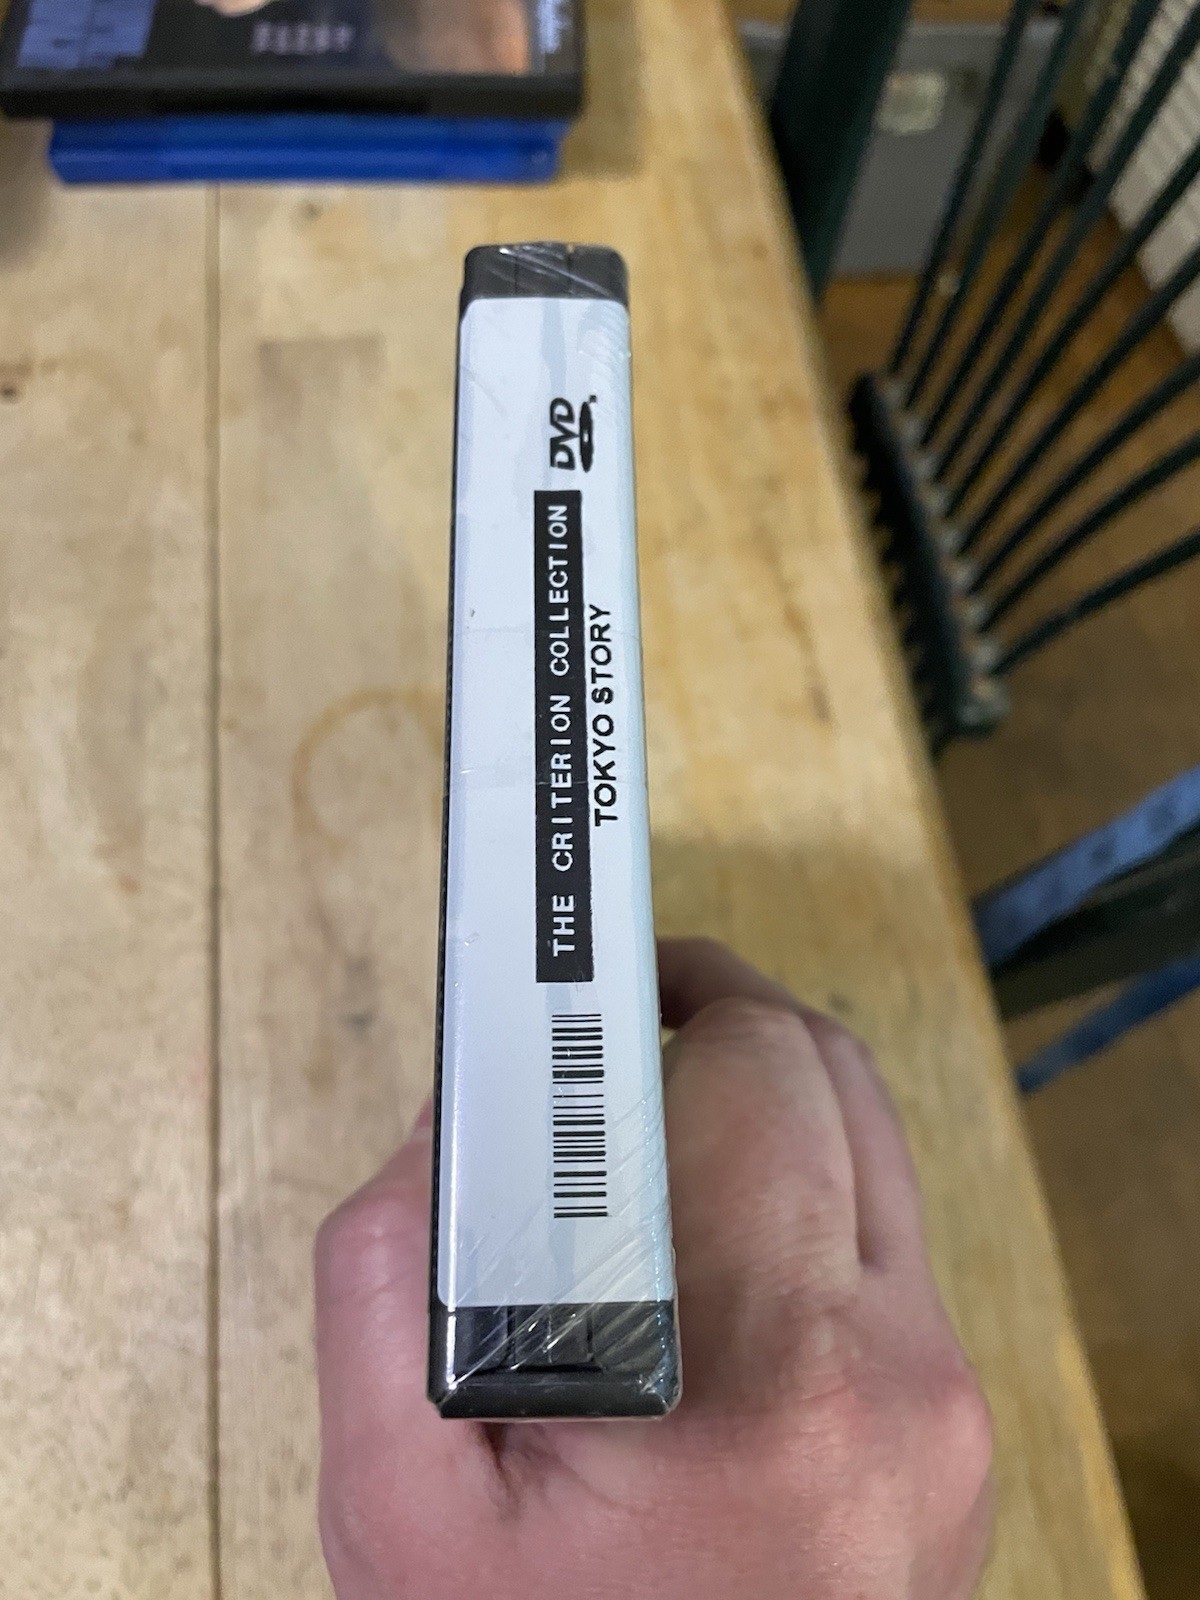 DVD
THE CRITERION COLLECTION
TOKYO STORY